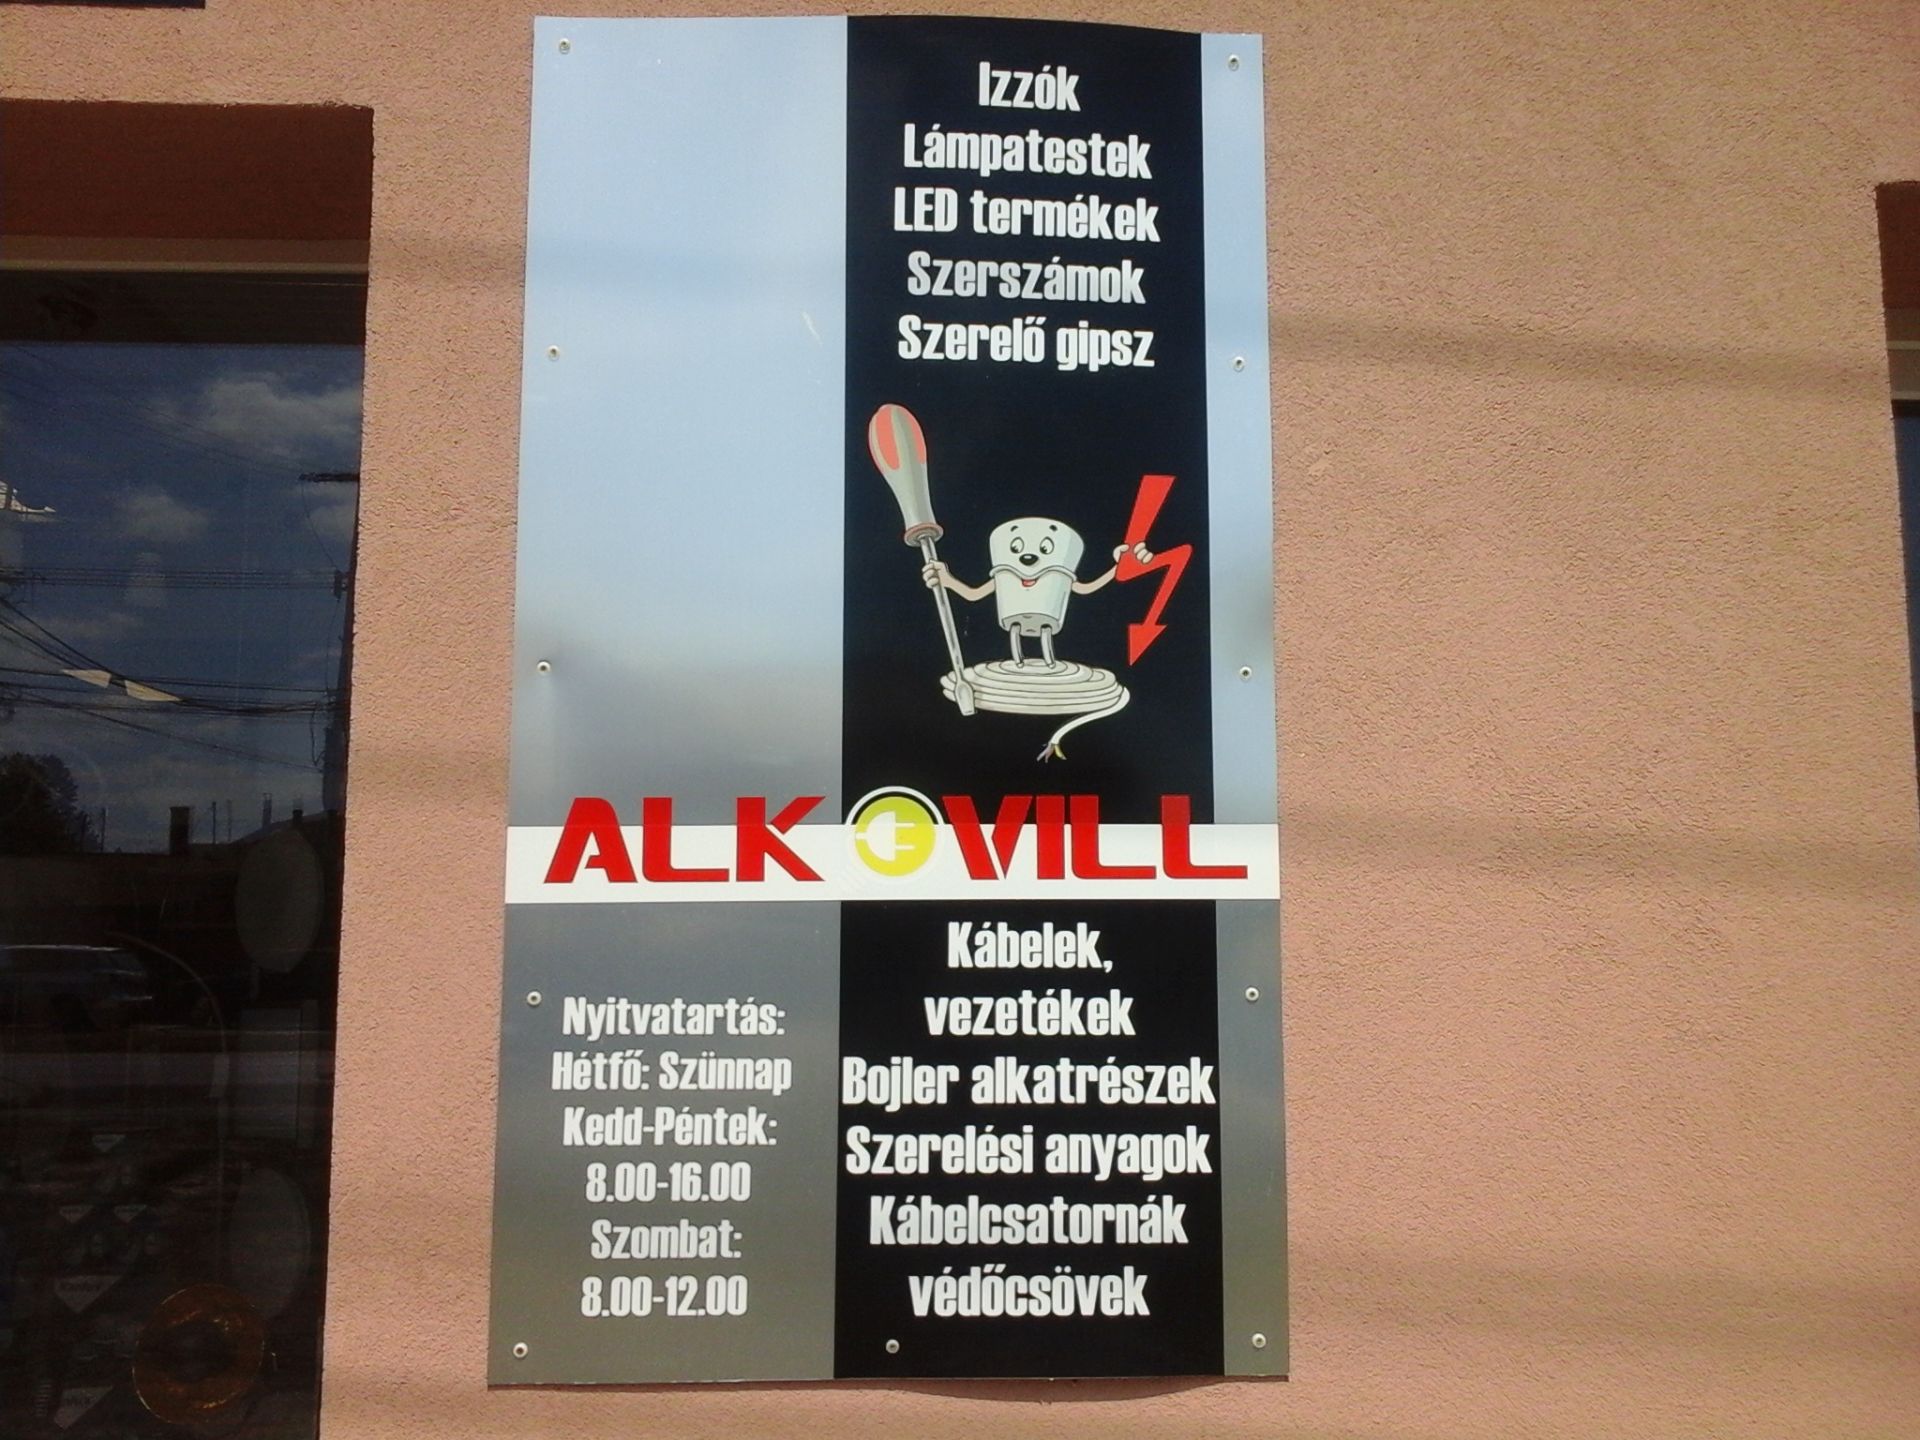 Izzók
Lámpatestek
LED termékek
Szerszámok
Szerelő gipsz
ALK VILL
Nyitvatartás:
Hétfő: Szünnap
Kedd-Péntek:
8.00-16.00
Szombat:
8.00-12.00
Kábelek,
vezetékek
Bojler alkatrészek
Szerelési anyagok
Kábelcsatornák
védőcsövek